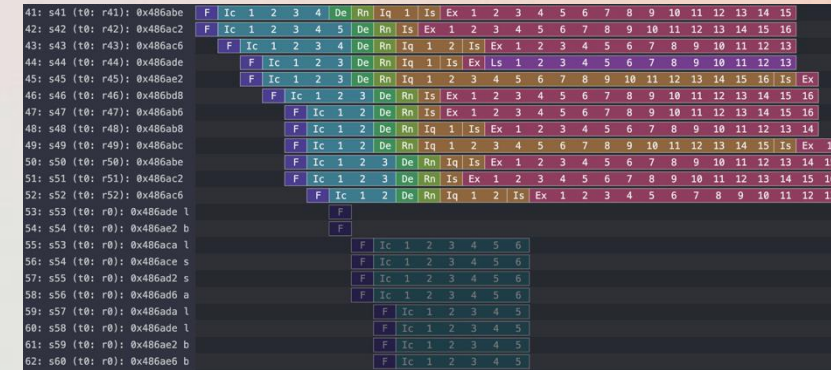 41: s41 (t0: r41): 0x486abe F Ic 1 2 3 4 De Rn Iq 1 Is Ex 1 2 3 4 5 6 7 8 9 10 11 12 13 14 15
42: s42 (t0: r42): 0x486ac2 F Ic 1 2 3 4 5 De Rn Is Ex 1 2 3 4 5 6 7 8 9 10 11 12 13 14 15 16
43: s43 (t0: r43): 0x486ac6 F Ic 1 2 3 4 De Rn Iq 1 2 Is Ex 1 2 3 4 5 6 7 8 9 10 11 12 13
44: s44 (t0: r44): 0x486ade F Ic 1 2 3 De Rn Iq 1 Is Ex Ls 1 2 3 4 5 6 7 8 9 10 11 12 13
45: s45 (t0: r45): 0x486ae2 F Ic 1 2 3 De Rn Iq 1 2 3 4 5 6 7 8 9 10 11 12 13 14 15 16 Is Ex
46: s46 (t0: r46): 0x486bd8 F Ic 1 2 3 De Rn Is Ex 1 2 3 4 5 6 7 8 9 10 11 12 13 14 15 16
47: s47 (t0: r47): 0x486ab6 F Ic 1 2 De Rn Is Ex 1 2 3 4 5 6 7 8 9 10 11 12 13 14 15 16
48: s48 (t0: r48): 0x486ab8 F Ic 1 2 De Rn Iq 1 Is Ex 1 2 3 4 5 6 7 8 9 10 11 12 13 14
49: s49 (t0: r49): 0x486abc F Ic 1 2 De Rn Iq 1 2 3 4 5 6 7 8 9 10 11 12 13 14 15 Is Ex 1
50: s50 (t0: r50): 0x486abe F Ic 1 2 3 De Rn Iq Is Ex 1 2 3 4 5 6 7 8 9 10 11 12 13 14
51: s51 (t0: r51): 0x486ac2 F Ic 1 2 3 De Rn Is Ex 1 2 3 4 5 6 7 8 9 10 11 12 13 14 15
52: s52 (t0: r52): 0x486ac6 F Ic 1 2 De Rn Iq 1 2 Is Ex 1 2 3 4 5 6 7 8 9 10 11 12
53: s53 (t0: r0): 0x486ade l F
54: s54 (t0: r0): 0x486ae2 b F
55: s53 (t0: r0): 0x486aca l F Ic 1 2 3 4 5 6
56: s54 (t0: r0): 0x486ace s F Ic 1 2 3 4 5 6
57: s55 (t0: r0): 0x486ad2 s F Ic 1 2 3 4 5 6
58: s56 (t0: r0): 0x486ad6 a F Ic 1 2 3 4 5 6
59: s57 (t0: r0): 0x486ada l F Ic 1 2 3 4 5
60: s58 (t0: r0): 0x486ade l F Ic 1 2 3 4 5
61: s59 (t0: r0): 0x486ae2 b F Ic 1 2 3 4 5
62: s60 (t0: r0): 0x486ae6 b F Ic 1 2 3 4 5